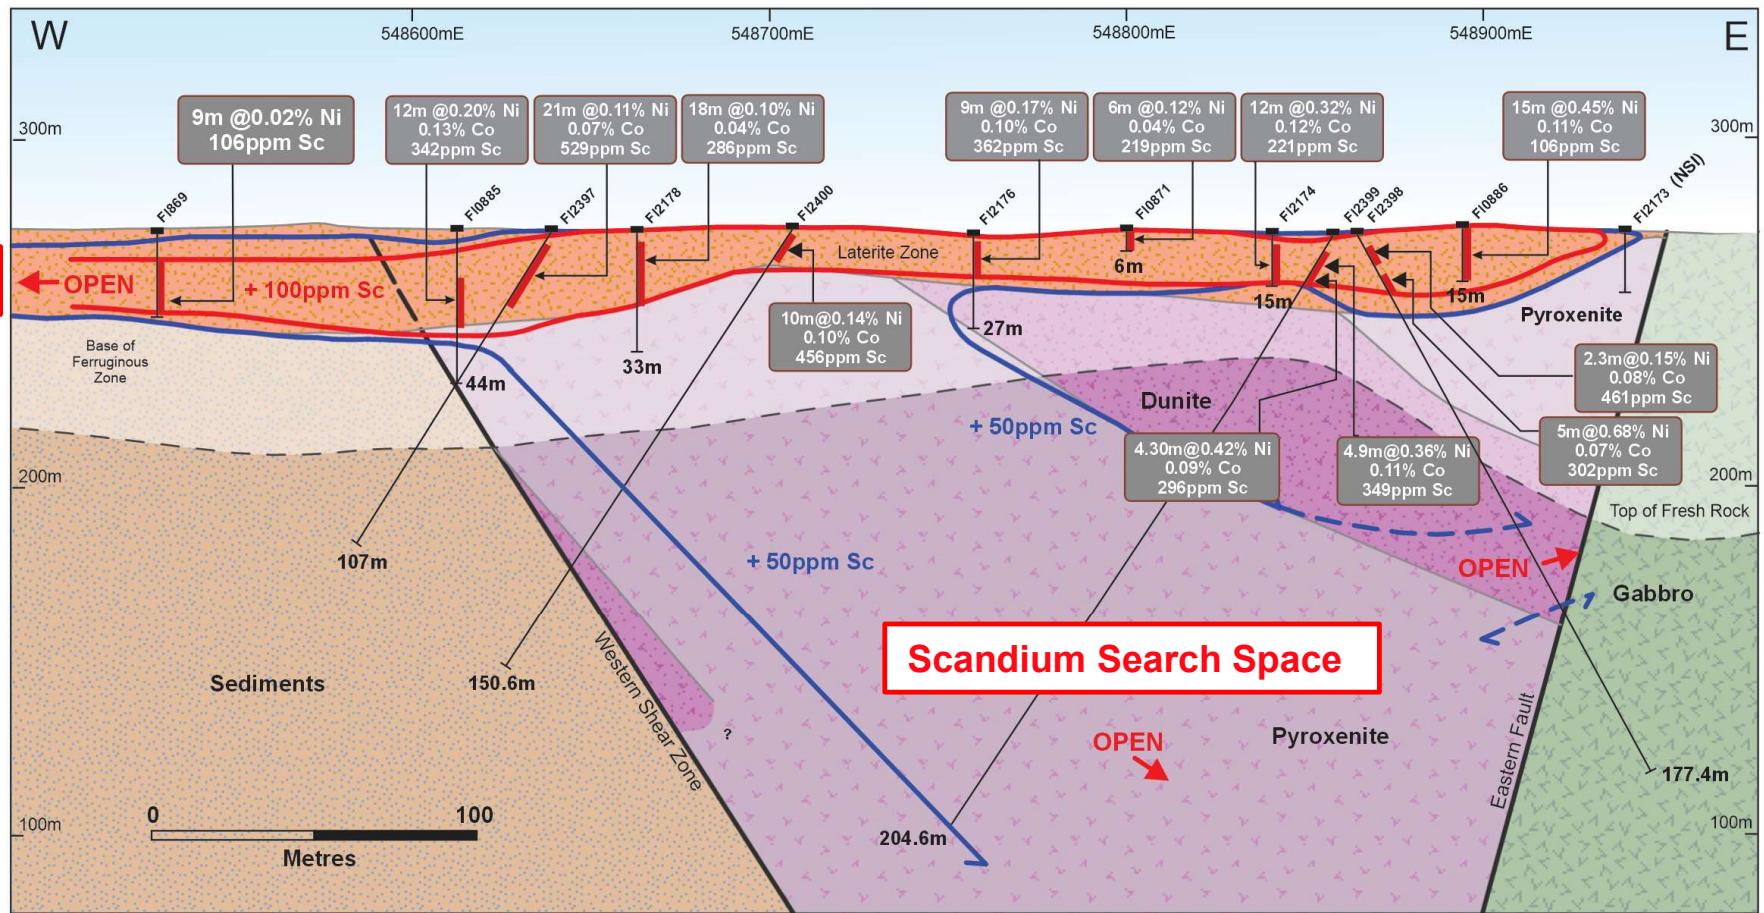 W
548600mE
548700mE
548800mE
548900mE
E
300m
300m
9m @0.02% Ni
106ppm Sc
12m @0.20% Ni
0.13% Co
342ppm Sc
21m @0.11% Ni
0.07% Co
529ppm Sc
18m @0.10% Ni
0.04% Co
286ppm Sc
9m @0.17% Ni
0.10% Co
362ppm Sc
6m @0.12% Ni
0.04% Co
219ppm Sc
12m @0.32% Ni
0.12% Co
221ppm Sc
15m @0.45% Ni
0.11% Co
106ppm Sc
FI869
FI0885
FI2397
FI2178
FI2400
FI2176
FI0871
FI2174
FI2399
FI2398
FI0886
FI2173 (NSI)
Laterite Zone
OPEN
+ 100ppm Sc
6m
15m
15m
Pyroxenite
27m
33m
44m
Base of
Ferruginous
Zone
10m@0.14% Ni
0.10% Co
456ppm Sc
2.3m@0.15% Ni
0.08% Co
461ppm Sc
Dunite
+ 50ppm Sc
4.30m@0.42% Ni
0.09% Co
296ppm Sc
4.9m@0.36% Ni
0.11% Co
349ppm Sc
5m@0.68% Ni
0.07% Co
302ppm Sc
200m
200m
Top of Fresh Rock
107m
+ 50ppm Sc
OPEN
Gabbro
Scandium Search Space
Sediments
150.6m
Western Shear Zone
?
OPEN
Pyroxenite
Eastern Fault
177.4m
100m
100m
0
100
Metres
204.6m